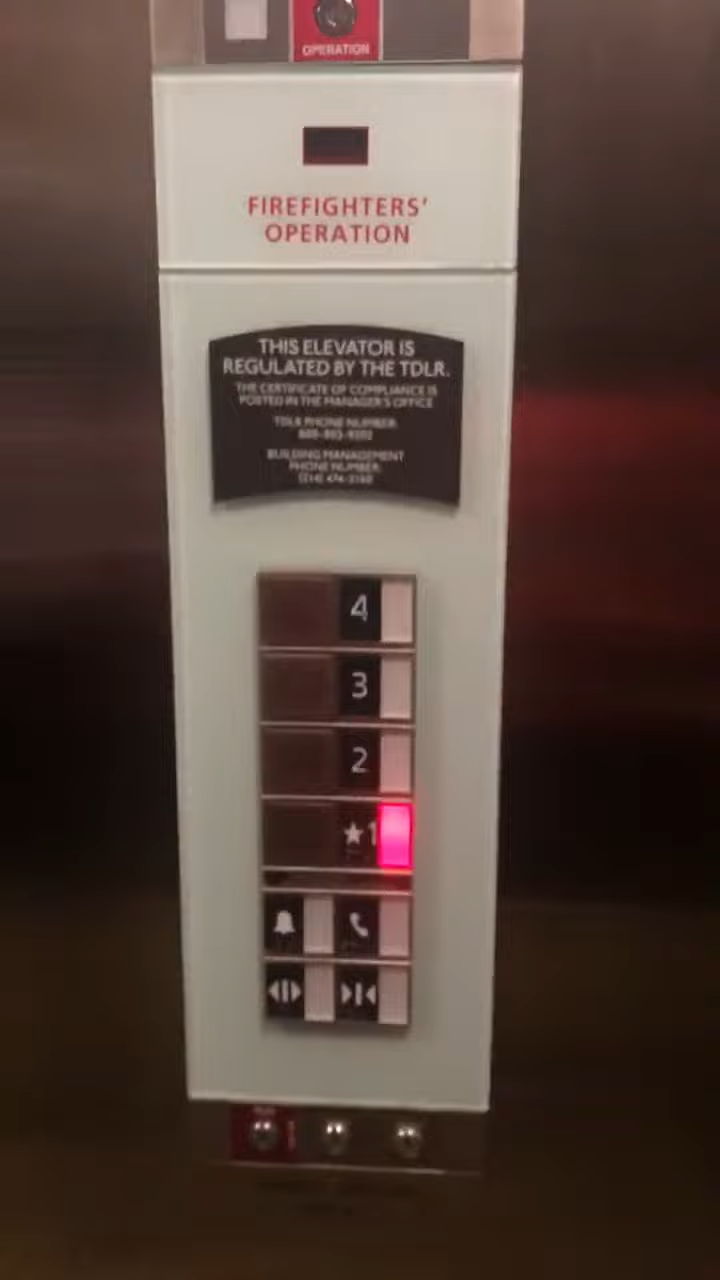 OPERATION
FIREFIGHTERS'
OPERATION
THIS ELEVATOR IS
REGULATED BY THE TDLR.
THE CERTIFICATE OF COMPLIANCE IS
POSTED IN THE MANAGER'S OFFICE
TDLR PHONE NUMBER:
BUILDING MANAGEMENT
PHONE NUMBER:
4
3
2
★1